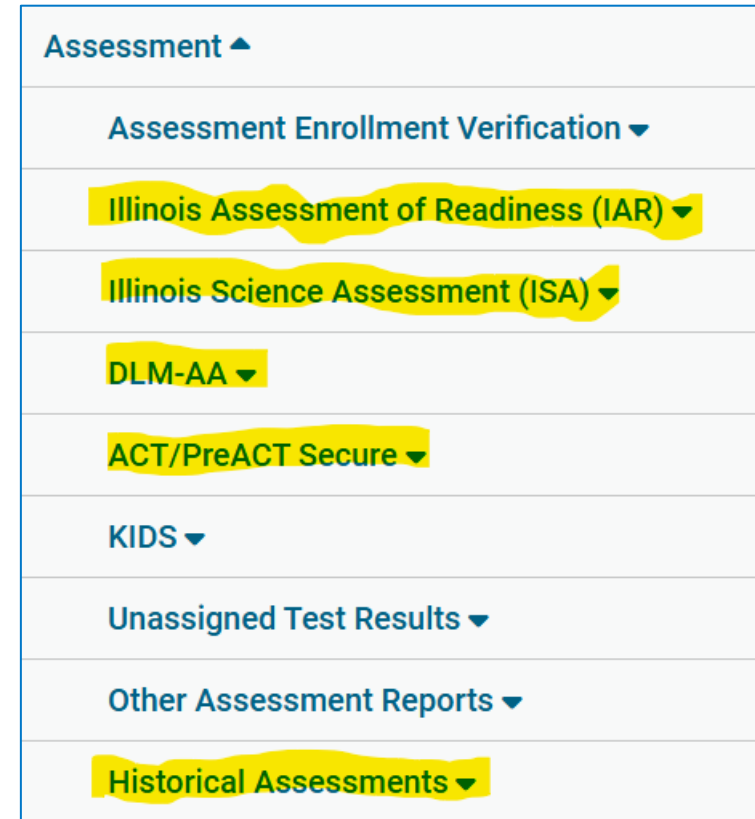 Assessment
Assessment Enrollment Verification
Illinois Assessment of Readiness (IAR)
Illinois Science Assessment (ISA)
DLM-AA
ACT/PreACT Secure
KIDS
Unassigned Test Results
Other Assessment Reports
Historical Assessments